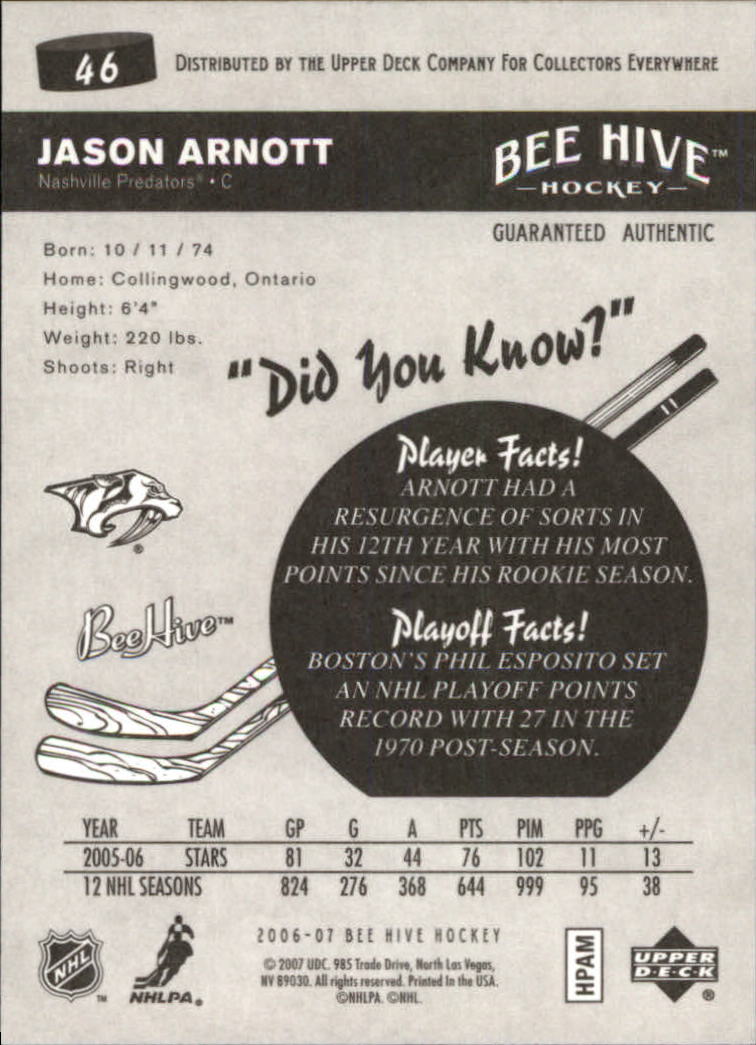 46
DISTRIBUTED BY THE UPPER DECK COMPANY FOR COLLECTORS EVERYWHERE
JASON ARNOTT
Nashville Predators® • C
BEE HIVE™
—HOCKEY—
GUARANTEED AUTHENTIC
Born: 10 / 11 / 74
Home: Collingwood, Ontario
Height: 6'4"
Weight: 220 lbs.
Shoots: Right
"Did You Know?"
Player Facts!
ARNOTT HAD A
RESURGENCE OF SORTS IN
HIS 12TH YEAR WITH HIS MOST
POINTS SINCE HIS ROOKIE SEASON.
Playoff Facts!
BOSTON'S PHIL ESPOSITO SET
AN NHL PLAYOFF POINTS
RECORD WITH 27 IN THE
1970 POST-SEASON.
®
BeeHive™
YEAR TEAM GP G A PTS PIM PPG +/-
2005-06 STARS 81 32 44 76 102 11 13
12 NHL SEASONS 824 276 368 644 999 95 38
NHL ™
NHLPA®
2006-07 BEE HIVE HOCKEY
© 2007 UDC. 985 Trade Drive, North Las Vegas,
NV 89030. All rights reserved. Printed in the USA.
©NHLPA. ©NHL.
HPAM
UPPER
D·E·C·K
®